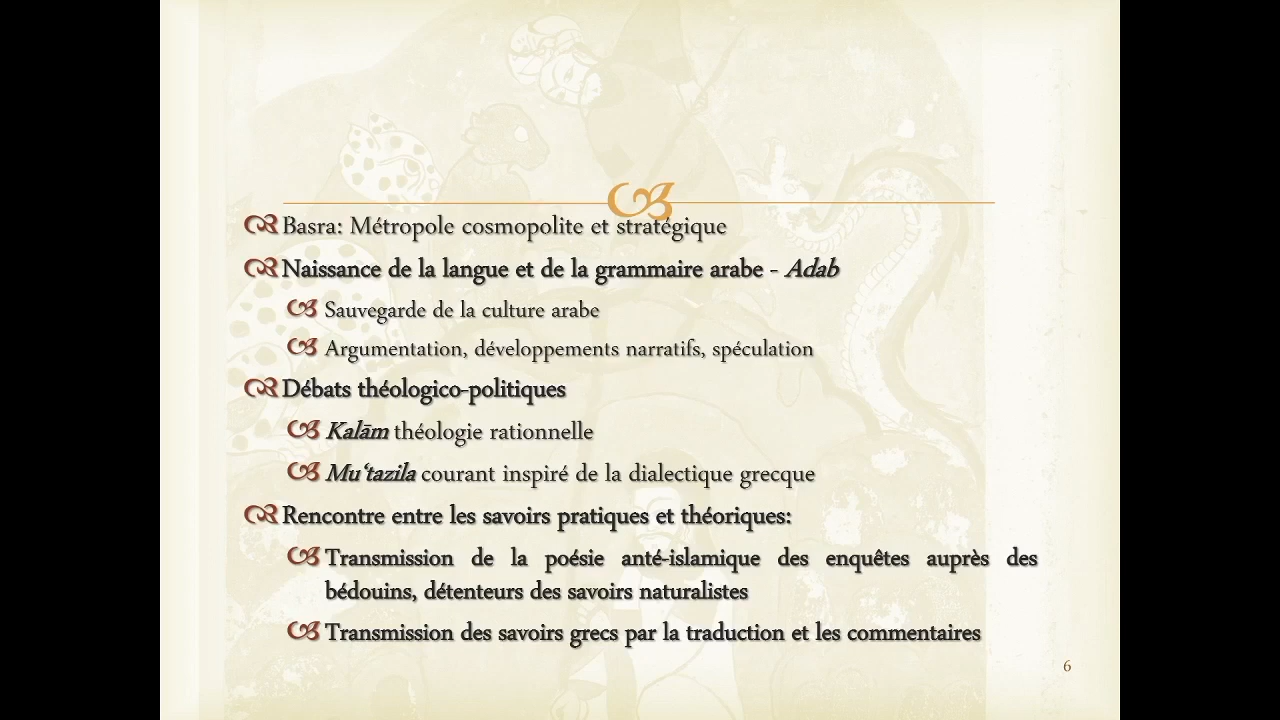 Basra: Métropole cosmopolite et stratégique
Naissance de la langue et de la grammaire arabe - Adab
Sauvegarde de la culture arabe
Argumentation, développements narratifs, spéculation
Débats théologico-politiques
Kalām théologie rationnelle
Mu‘tazila courant inspiré de la dialectique grecque
Rencontre entre les savoirs pratiques et théoriques:
Transmission de la poésie anté-islamique des enquêtes auprès des
bédouins, détenteurs des savoirs naturalistes
Transmission des savoirs grecs par la traduction et les commentaires
6